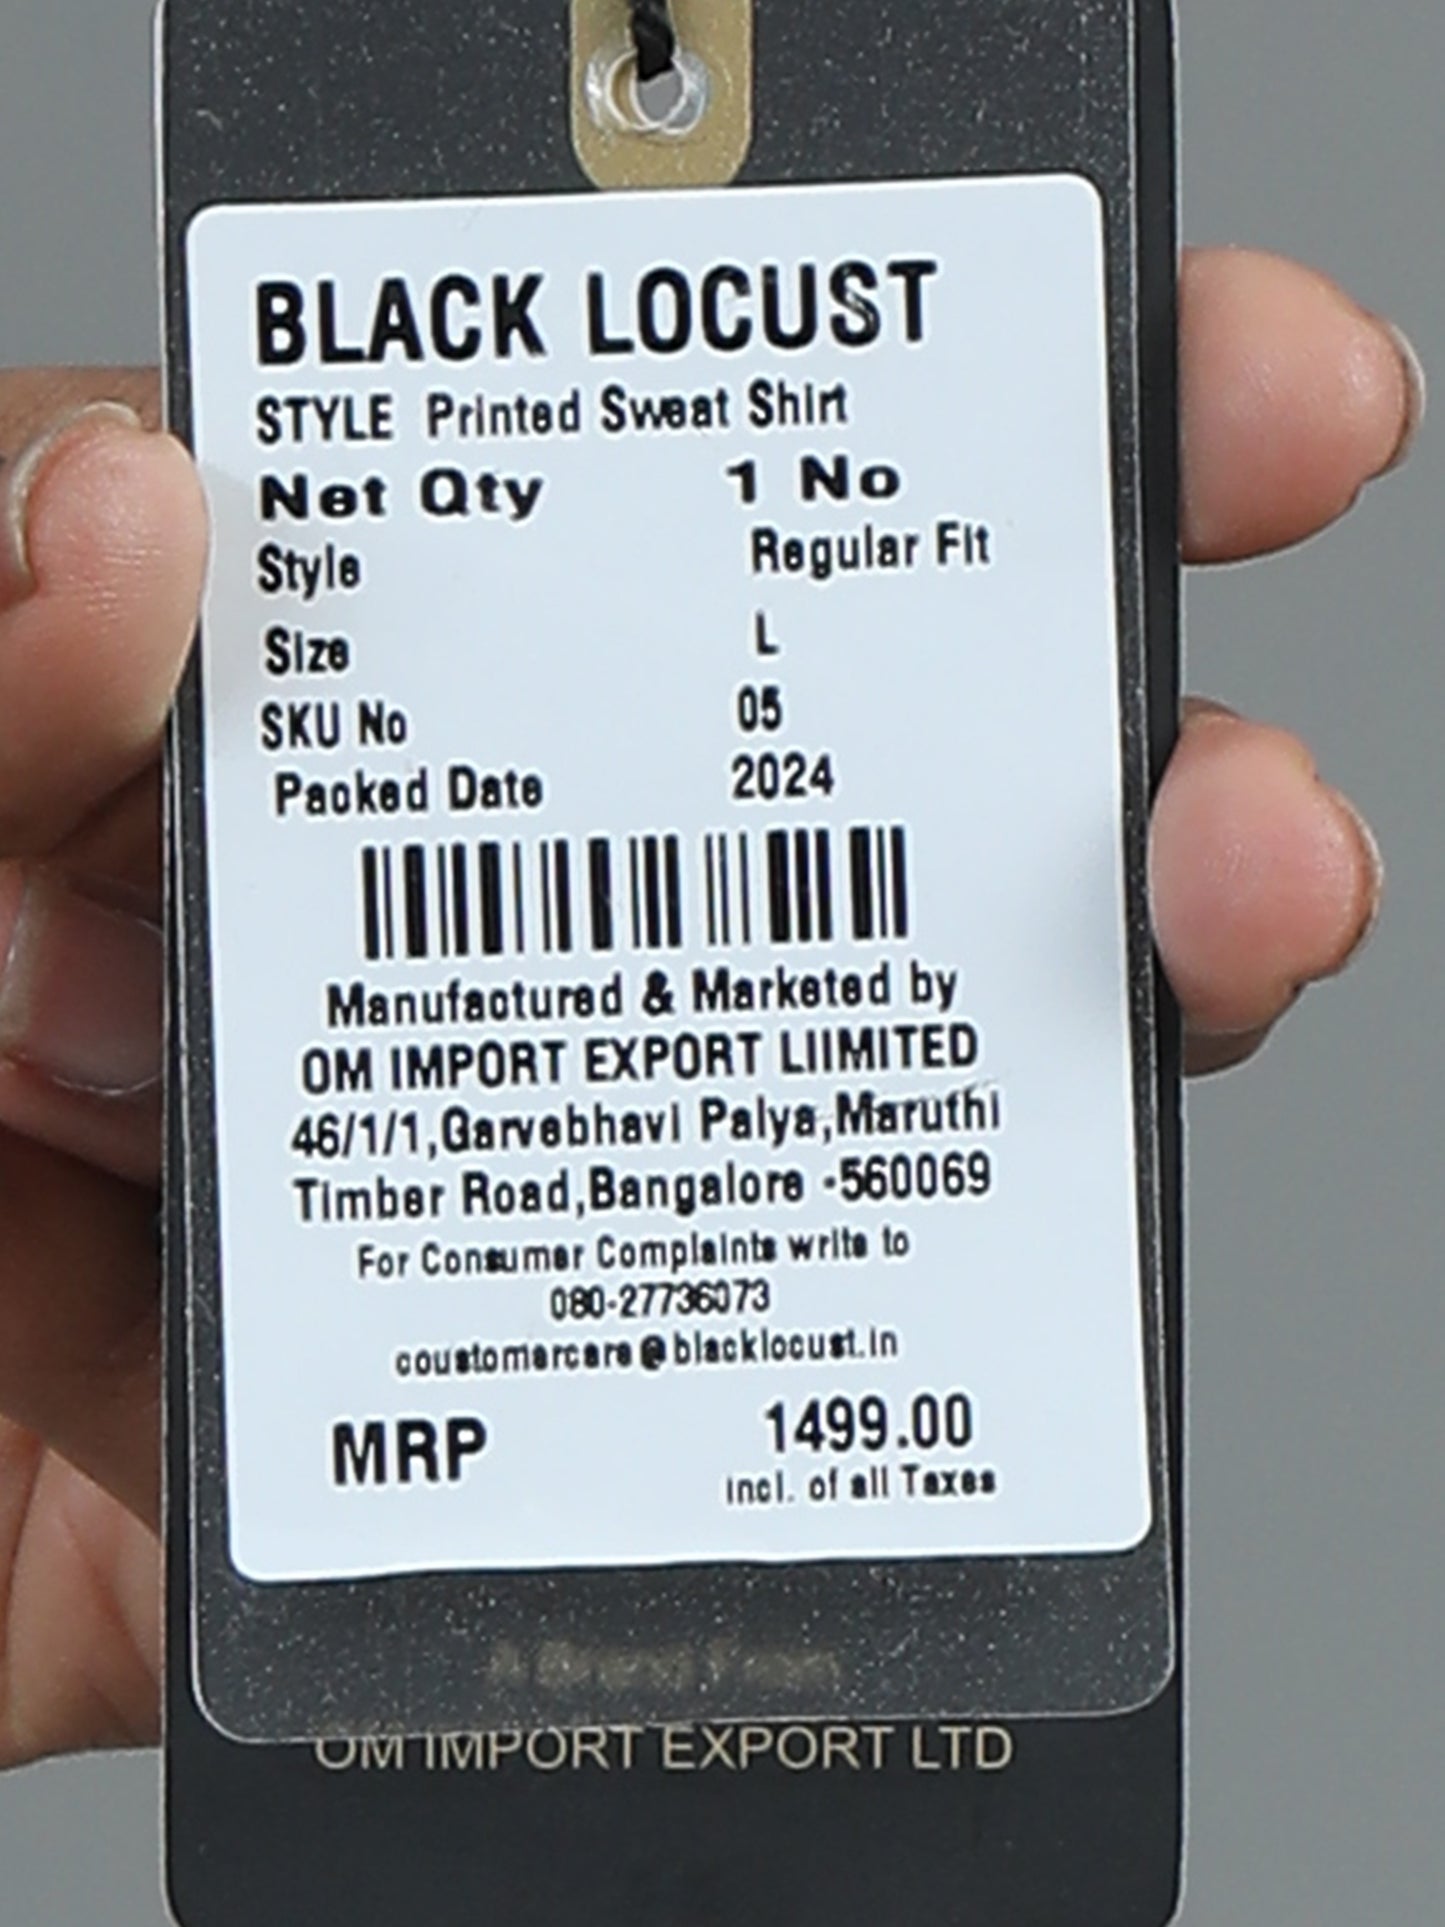 BLACK LOCUST
STYLE Printed Sweat Shirt
Net Qty 1 No
Style Regular Fit
Size L
SKU No 05
Packed Date 2024
Manufactured & Marketed by
OM IMPORT EXPORT LIIMITED
46/1/1,Garvebhavi Palya,Maruthi
Timber Road,Bangalore -560069
For Consumer Complaints write to
080-27736073
coustomercare@blacklocust.in
MRP 1499.00
incl. of all Taxes
OM IMPORT EXPORT LTD